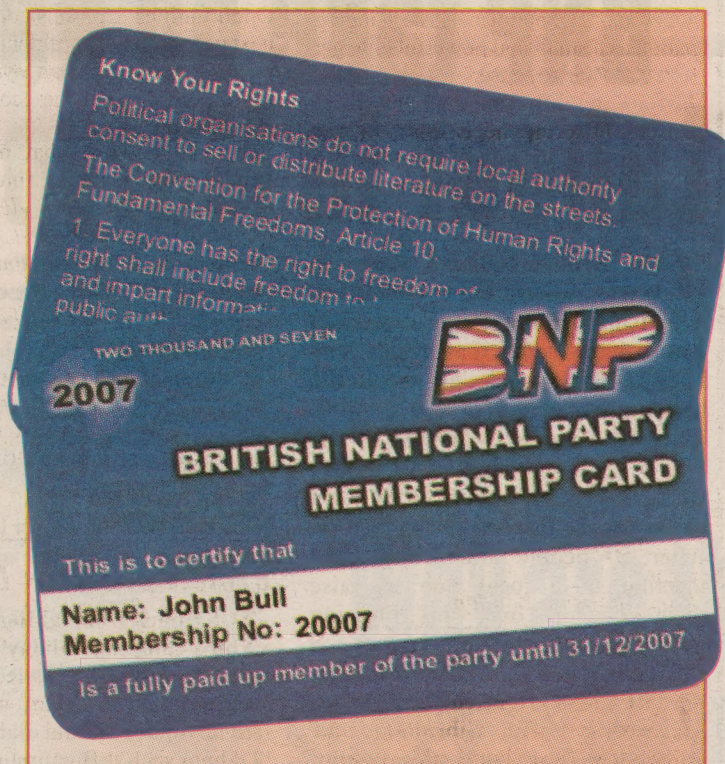 Know Your Rights
Political organisations do not require local authority
consent to sell or distribute literature on the streets.
The Convention for the Protection of Human Rights and
Fundamental Freedoms, Article 10.
1. Everyone has the right to freedom of
right shall include freedom to
and impart
public
TWO THOUSAND AND SEVEN
2007
BNP
BRITISH NATIONAL PARTY
MEMBERSHIP CARD
This is to certify that
Name: John Bull
Membership No: 20007
Is a fully paid up member of the party until 31/12/2007